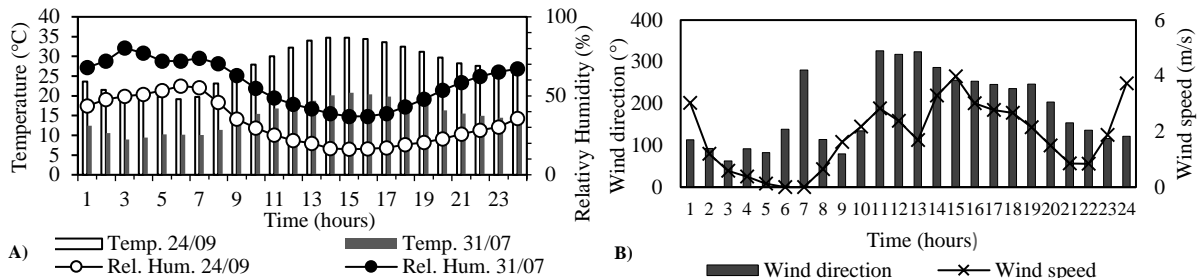 40
35
30
25
20
15
10
5
0
Temperature (°C)
100
50
0
Relativy Humidity (%)
1 3 5 7 9 11 13 15 17 19 21 23
Time (hours)
Temp. 24/09 Temp. 31/07
A) Rel. Hum. 24/09 Rel. Hum. 31/07
400
300
200
100
0
Wind direction (°)
6
4
2
0
Wind speed (m/s)
1 2 3 4 5 6 7 8 9 10 11 12 13 14 15 16 17 18 19 20 21 22 23 24
Time (hours)
B) Wind direction Wind speed